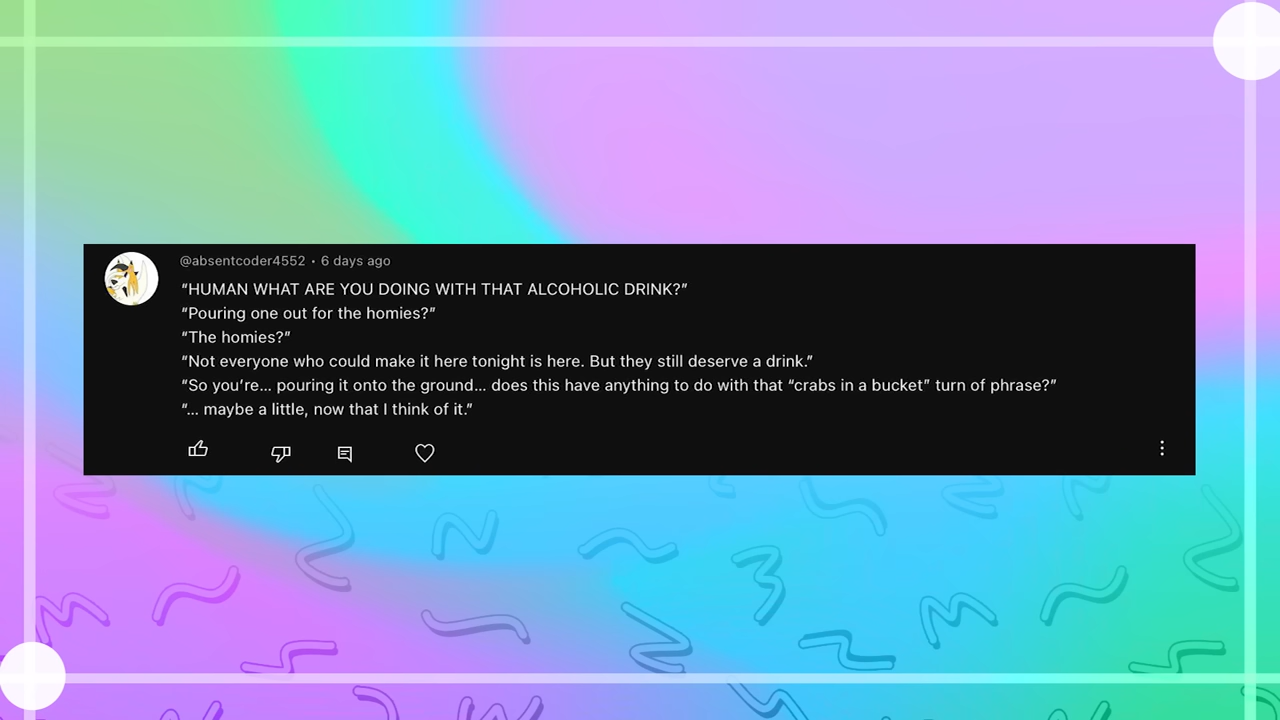 @absentcoder4552 • 6 days ago
“HUMAN WHAT ARE YOU DOING WITH THAT ALCOHOLIC DRINK?”
“Pouring one out for the homies?”
“The homies?”
“Not everyone who could make it here tonight is here. But they still deserve a drink.”
“So you’re... pouring it onto the ground... does this have anything to do with that “crabs in a bucket” turn of phrase?”
“... maybe a little, now that I think of it.”